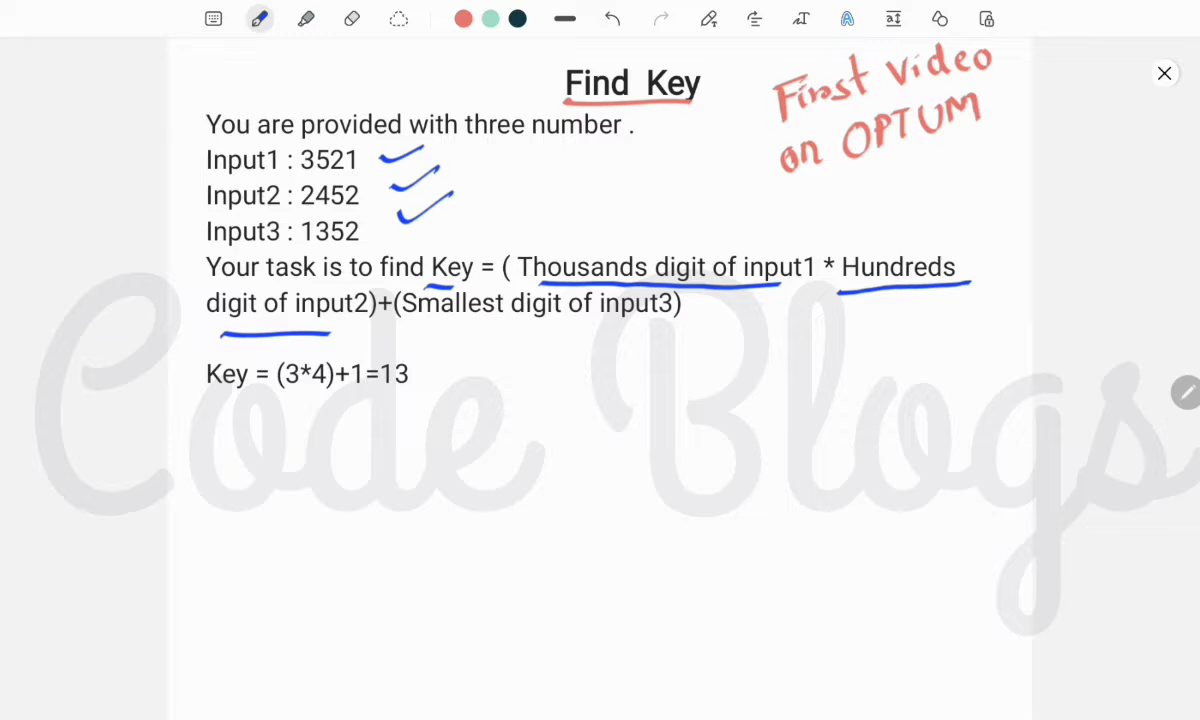 Find Key
First video
on OPTUM
You are provided with three number .
Input1 : 3521
Input2 : 2452
Input3 : 1352
Your task is to find Key = ( Thousands digit of input1 * Hundreds
digit of input2)+(Smallest digit of input3)
Key = (3*4)+1=13
Code Blogs